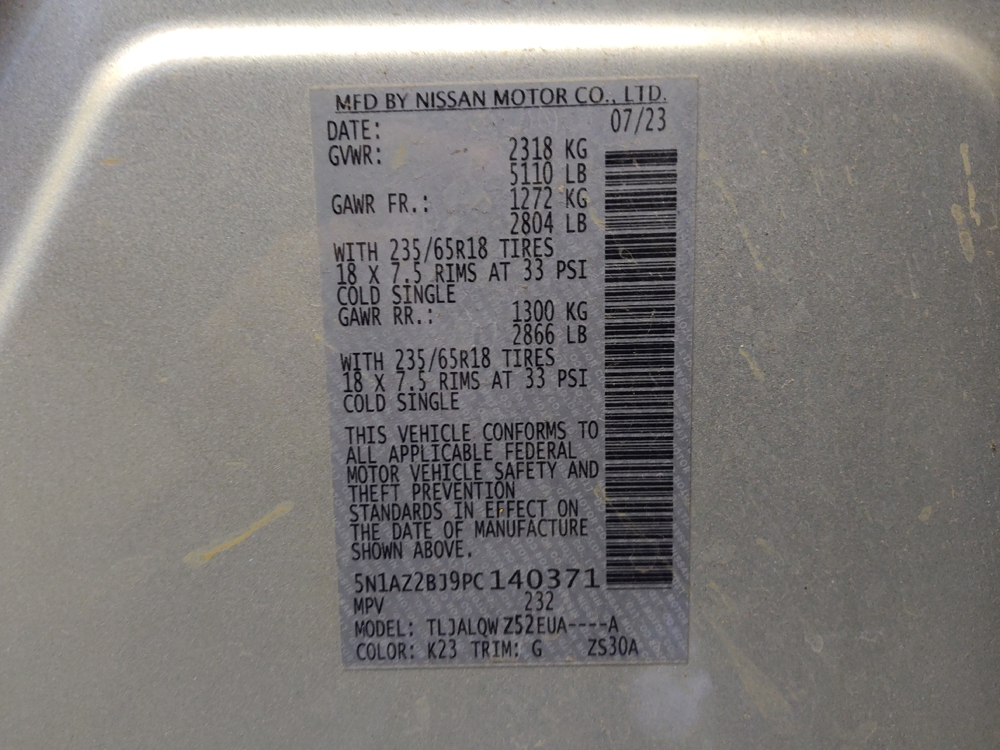 MFD BY NISSAN MOTOR CO., LTD.
DATE: 07/23
GVWR: 2318 KG
5110 LB
GAWR FR.: 1272 KG
2804 LB
WITH 235/65R18 TIRES
18 X 7.5 RIMS AT 33 PSI
COLD SINGLE
GAWR RR.: 1300 KG
2866 LB
WITH 235/65R18 TIRES
18 X 7.5 RIMS AT 33 PSI
COLD SINGLE
THIS VEHICLE CONFORMS TO
ALL APPLICABLE FEDERAL
MOTOR VEHICLE SAFETY AND
THEFT PREVENTION
STANDARDS IN EFFECT ON
THE DATE OF MANUFACTURE
SHOWN ABOVE.
5N1AZ2BJ9PC140371
MPV 232
MODEL: TLJALQWZ52EUA----A
COLOR: K23 TRIM: G ZS30A